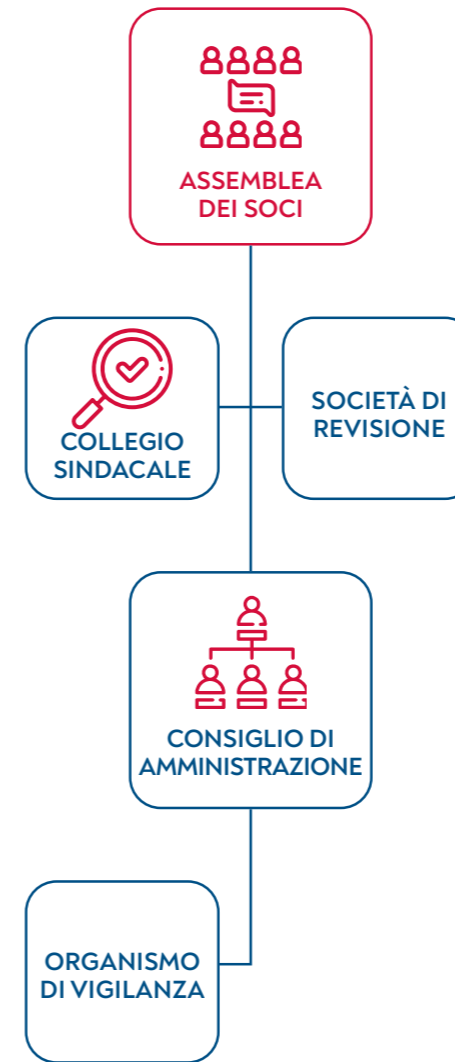 ASSEMBLEA
DEI SOCI
COLLEGIO
SINDACALE
SOCIETÀ DI
REVISIONE
CONSIGLIO DI
AMMINISTRAZIONE
ORGANISMO
DI VIGILANZA